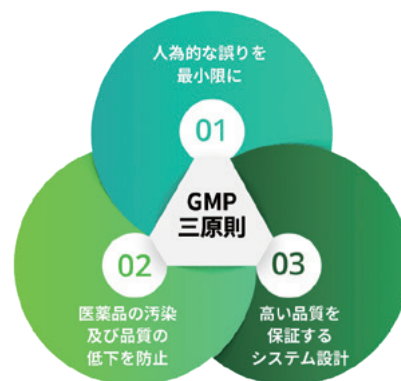 人為的な誤りを
最小限に
01
GMP
三原則
02
03
医薬品の汚染
及び品質の
低下を防止
高い品質を
保証する
システム設計